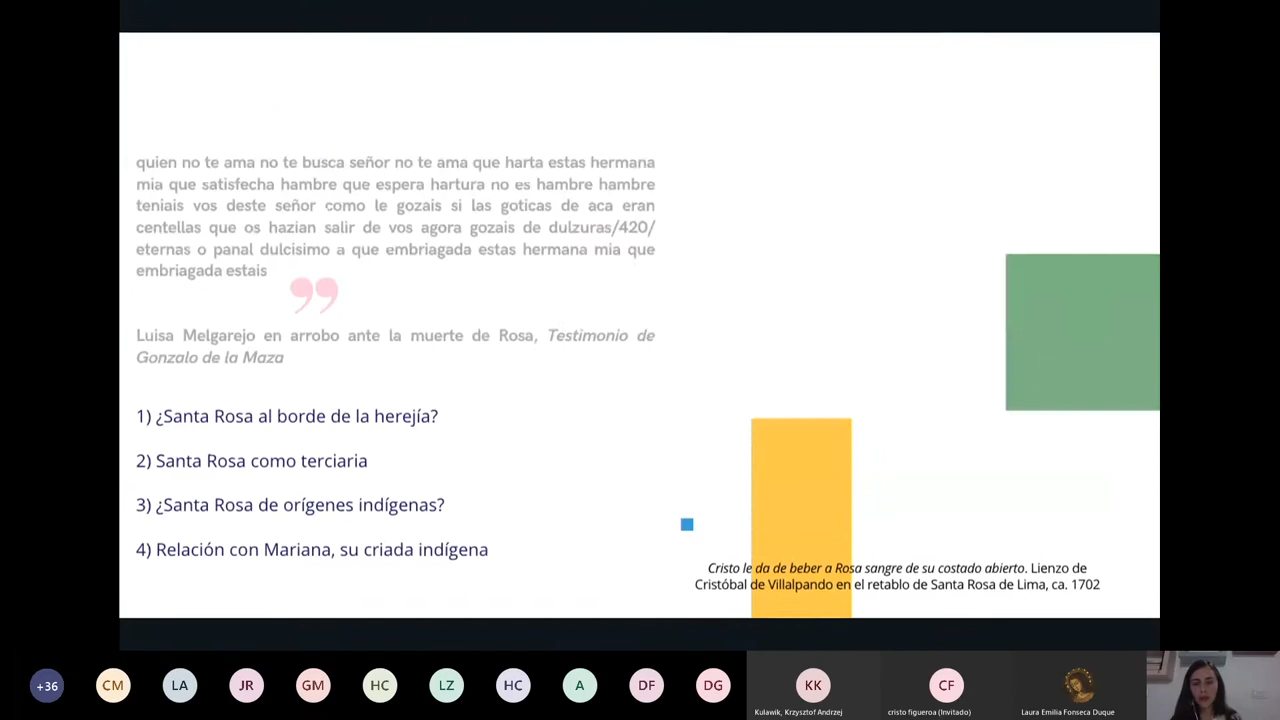 quien no te ama no te busca señor no te ama que harta estas hermana
mia que satisfecha hambre que espera hartura no es hambre hambre
teniais vos deste señor como le gozais si las goticas de aca eran
centellas que os hazian salir de vos agora gozais de dulzuras/420/
eternas o panal dulcisimo a que embriagada estas hermana mia que
embriagada estais
”
Luisa Melgarejo en arrobo ante la muerte de Rosa, Testimonio de
Gonzalo de la Maza
1) ¿Santa Rosa al borde de la herejía?
2) Santa Rosa como terciaria
3) ¿Santa Rosa de orígenes indígenas?
4) Relación con Mariana, su criada indígena
Cristo le da de beber a Rosa sangre de su costado abierto. Lienzo de
Cristóbal de Villalpando en el retablo de Santa Rosa de Lima, ca. 1702
+36 CM LA JR GM HC LZ HC A DF DG KK CF
Kulawik, Krzysztof Andrzej cristo figueroa (Invitado) Laura Emilia Fonseca Duque